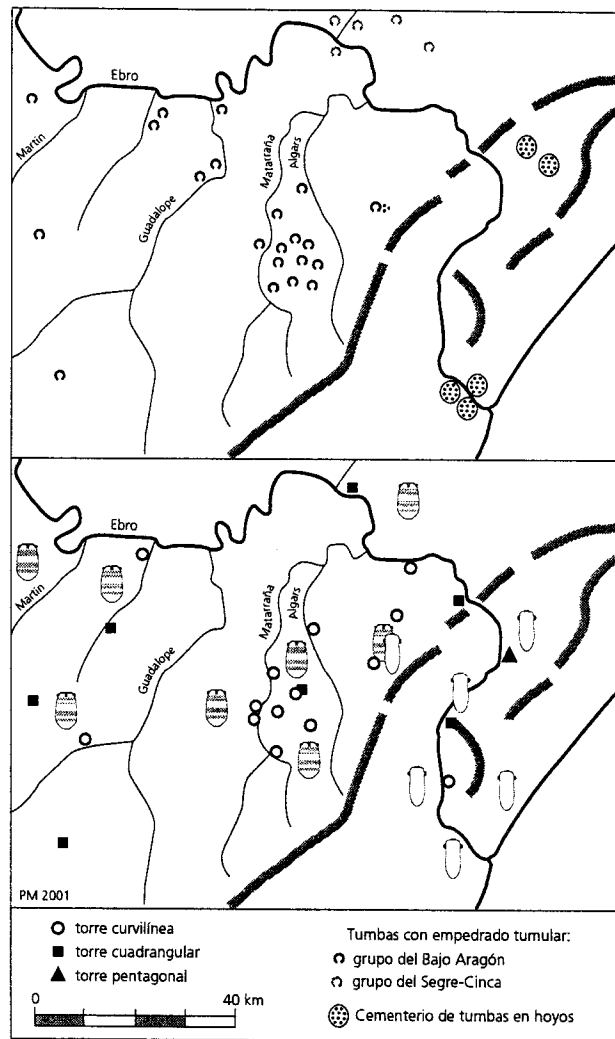 Ebro
Martín
Guadalope
Matarraña
Algars
Ebro
Martín
Guadalope
Matarraña
Algars
PM 2001
torre curvilínea
torre cuadrangular
torre pentagonal
0 40 km
Tumbas con empedrado tumular:
grupo del Bajo Aragón
grupo del Segre-Cinca
Cementerio de tumbas en hoyos